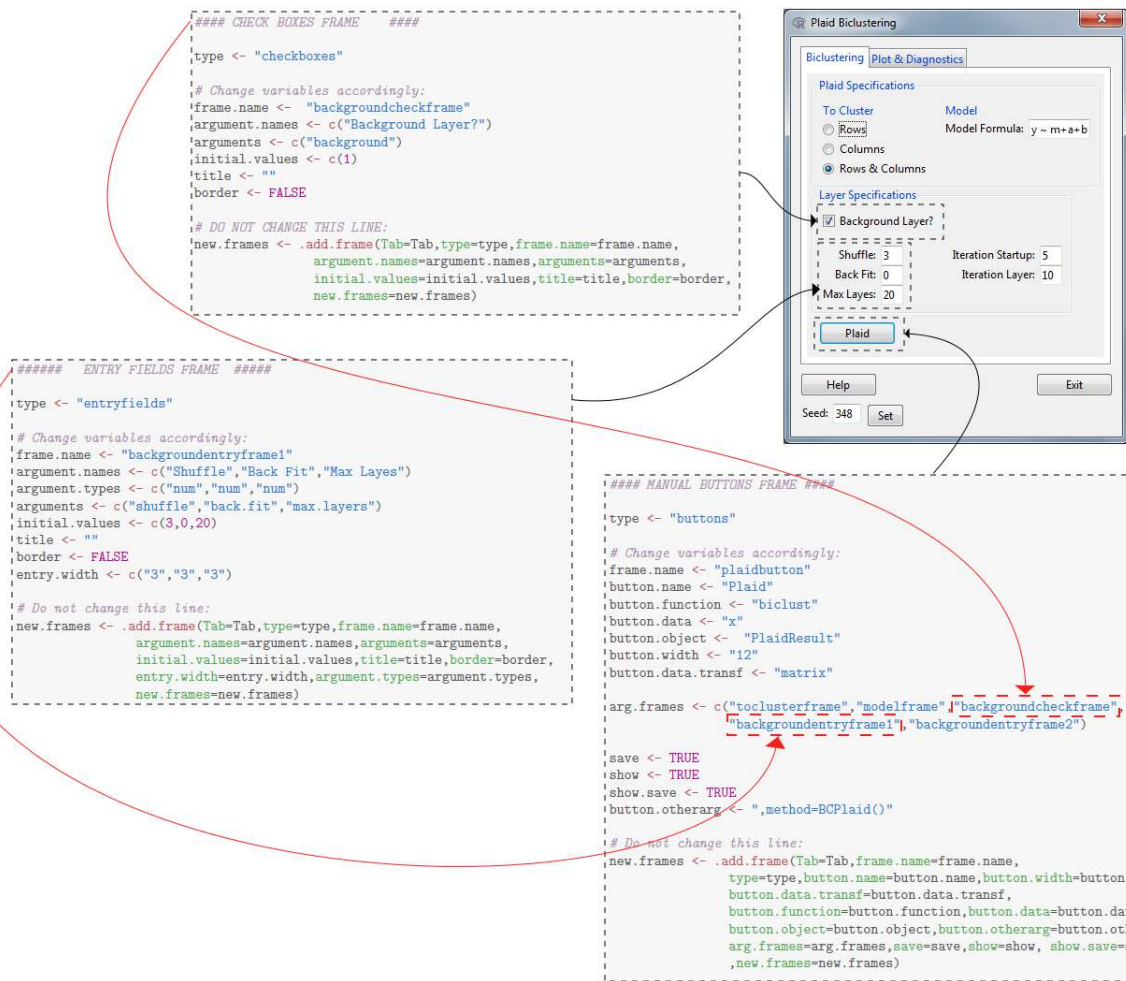 #### CHECK BOXES FRAME ####
type <- "checkboxes"
# Change variables accordingly:
frame.name <- "backgroundcheckframe"
argument.names <- c("Background Layer?")
arguments <- c("background")
initial.values <- c(1)
title <- ""
border <- FALSE
# DO NOT CHANGE THIS LINE:
new.frames <- .add.frame(Tab=Tab,type=type,frame.name=frame.name,
argument.names=argument.names,arguments=arguments,
initial.values=initial.values,title=title,border=border,
new.frames=new.frames)
Plaid Biclustering
Biclustering Plot & Diagnostics
Plaid Specifications
To Cluster Model
Rows Model Formula: y ~ m+a+b
Columns
Rows & Columns
Layer Specifications
Background Layer?
Shuffle: 3 Iteration Startup: 5
Back Fit: 0 Iteration Layer: 10
Max Layes: 20
Plaid
Help Exit
Seed: 348 Set
###### ENTRY FIELDS FRAME #####
type <- "entryfields"
# Change variables accordingly:
frame.name <- "backgroundentryframe1"
argument.names <- c("Shuffle","Back Fit","Max Layes")
argument.types <- c("num","num","num")
arguments <- c("shuffle","back.fit","max.layers")
initial.values <- c(3,0,20)
title <- ""
border <- FALSE
entry.width <- c("3","3","3")
# Do not change this line:
new.frames <- .add.frame(Tab=Tab,type=type,frame.name=frame.name,
argument.names=argument.names,arguments=arguments,
initial.values=initial.values,title=title,border=border,
entry.width=entry.width,argument.types=argument.types,
new.frames=new.frames)
#### MANUAL BUTTONS FRAME ####
type <- "buttons"
# Change variables accordingly:
frame.name <- "plaidbutton"
button.name <- "Plaid"
button.function <- "biclust"
button.data <- "x"
button.object <- "PlaidResult"
button.width <- "12"
button.data.transf <- "matrix"
arg.frames <- c("toclusterframe","modelframe","backgroundcheckframe",
"backgroundentryframe1","backgroundentryframe2")
save <- TRUE
show <- TRUE
show.save <- TRUE
button.otherarg <- ",method=BCPlaid()"
# Do not change this line:
new.frames <- .add.frame(Tab=Tab,frame.name=frame.name,
type=type,button.name=button.name,button.width=button
button.data.transf=button.data.transf,
button.function=button.function,button.data=button.da
button.object=button.object,button.otherarg=button.ot
arg.frames=arg.frames,save=save,show=show, show.save=
,new.frames=new.frames)